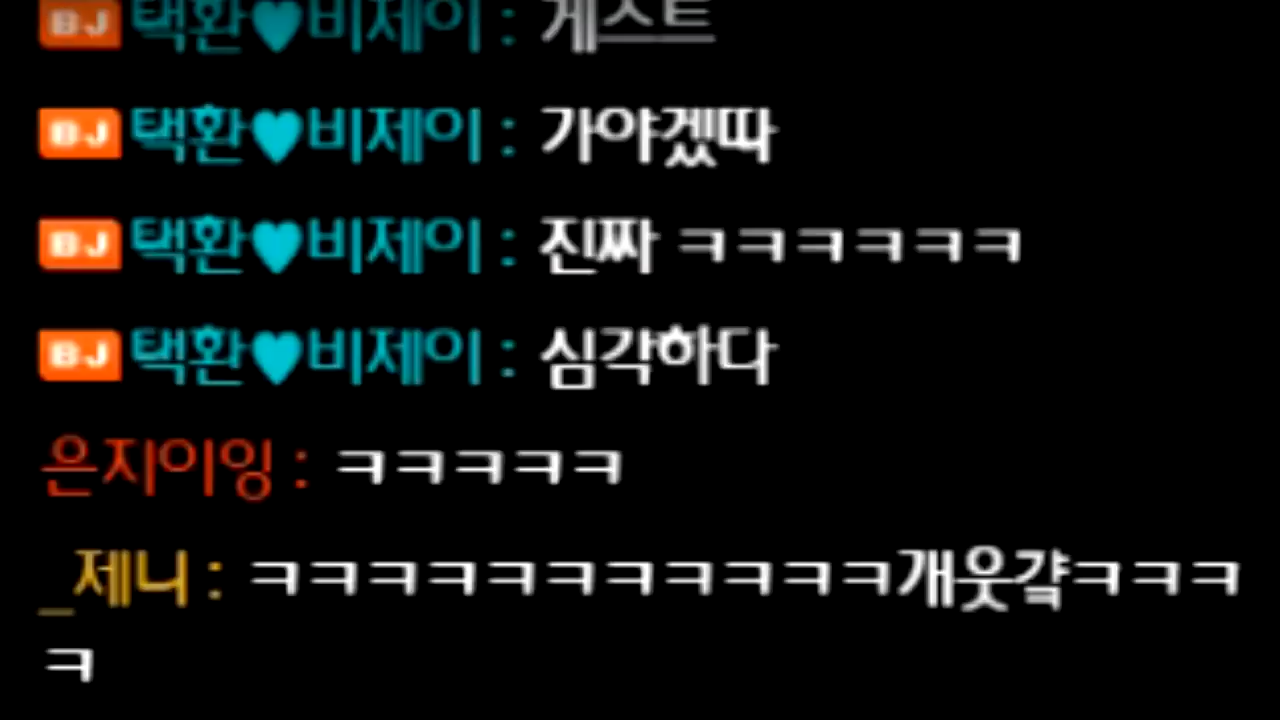 BJ 택환♥비제이 : 게스트
BJ 택환♥비제이 : 가야겠따
BJ 택환♥비제이 : 진짜 ㅋㅋㅋㅋㅋㅋ
BJ 택환♥비제이 : 심각하다
은지이잉 : ㅋㅋㅋㅋㅋ
_제니 : ㅋㅋㅋㅋㅋㅋㅋㅋㅋㅋㅋ개웃걐ㅋㅋㅋ
ㅋ